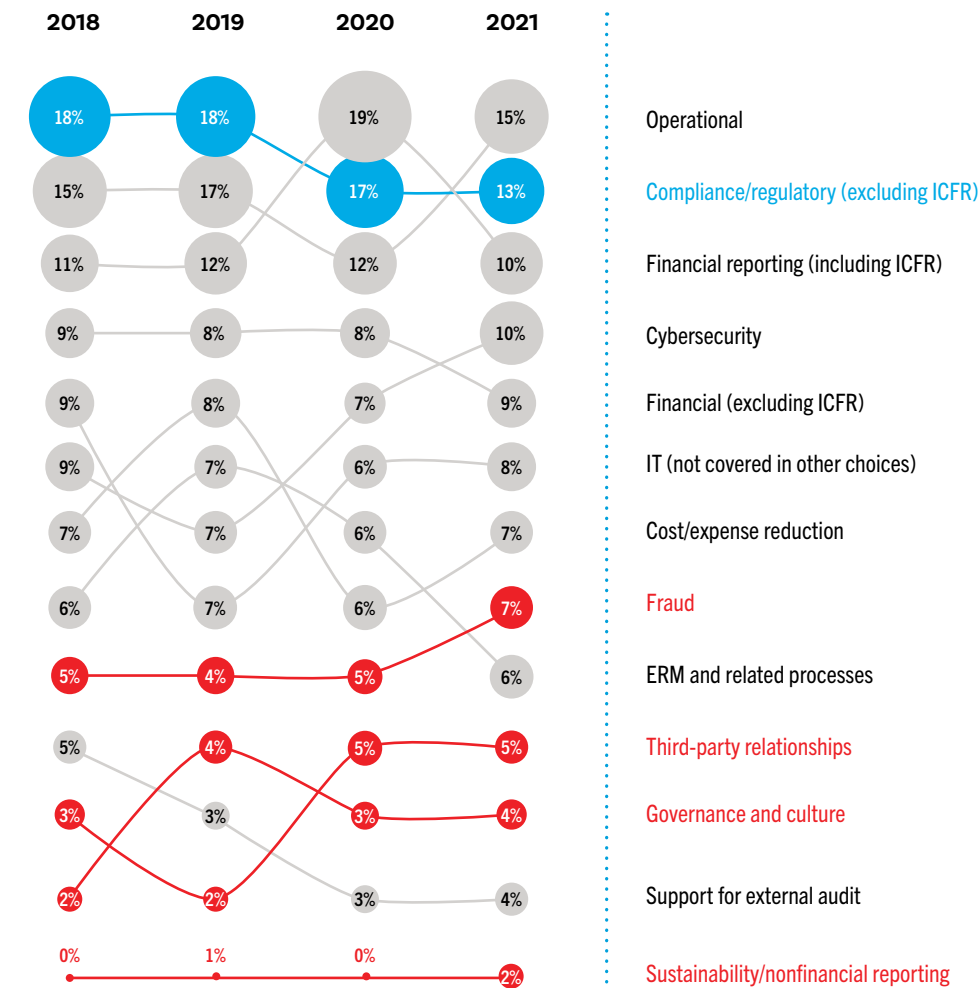 2018 2019 2020 2021
18% 18% 19% 15% Operational
15% 17% 17% 13% Compliance/regulatory (excluding ICFR)
11% 12% 12% 10% Financial reporting (including ICFR)
9% 8% 8% 10% Cybersecurity
9% 8% 7% 9% Financial (excluding ICFR)
9% 7% 6% 8% IT (not covered in other choices)
7% 7% 6% 7% Cost/expense reduction
6% 7% 6% 7% Fraud
5% 4% 5% 6% ERM and related processes
5% 4% 5% 5% Third-party relationships
3% 3% 3% 4% Governance and culture
2% 2% 3% 4% Support for external audit
0% 1% 0% 2% Sustainability/nonfinancial reporting